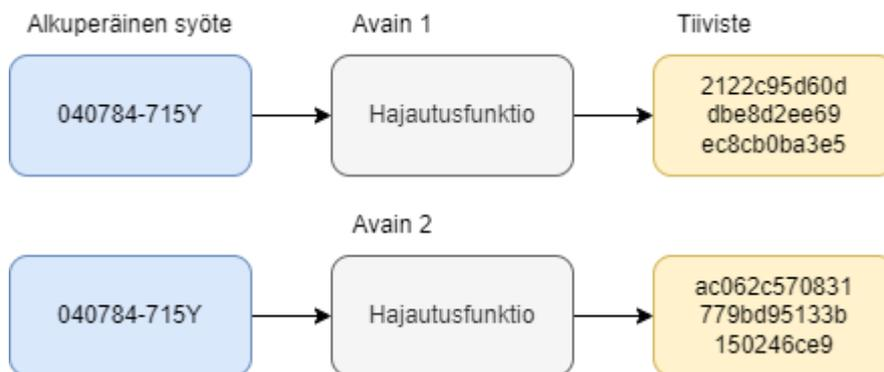 Alkuperäinen syöte
Avain 1
Tiiviste
040784-715Y
Hajautusfunktio
2122c95d60d
dbe8d2ee69
ec8cb0ba3e5
Avain 2
040784-715Y
Hajautusfunktio
ac062c570831
779bd95133b
150246ce9